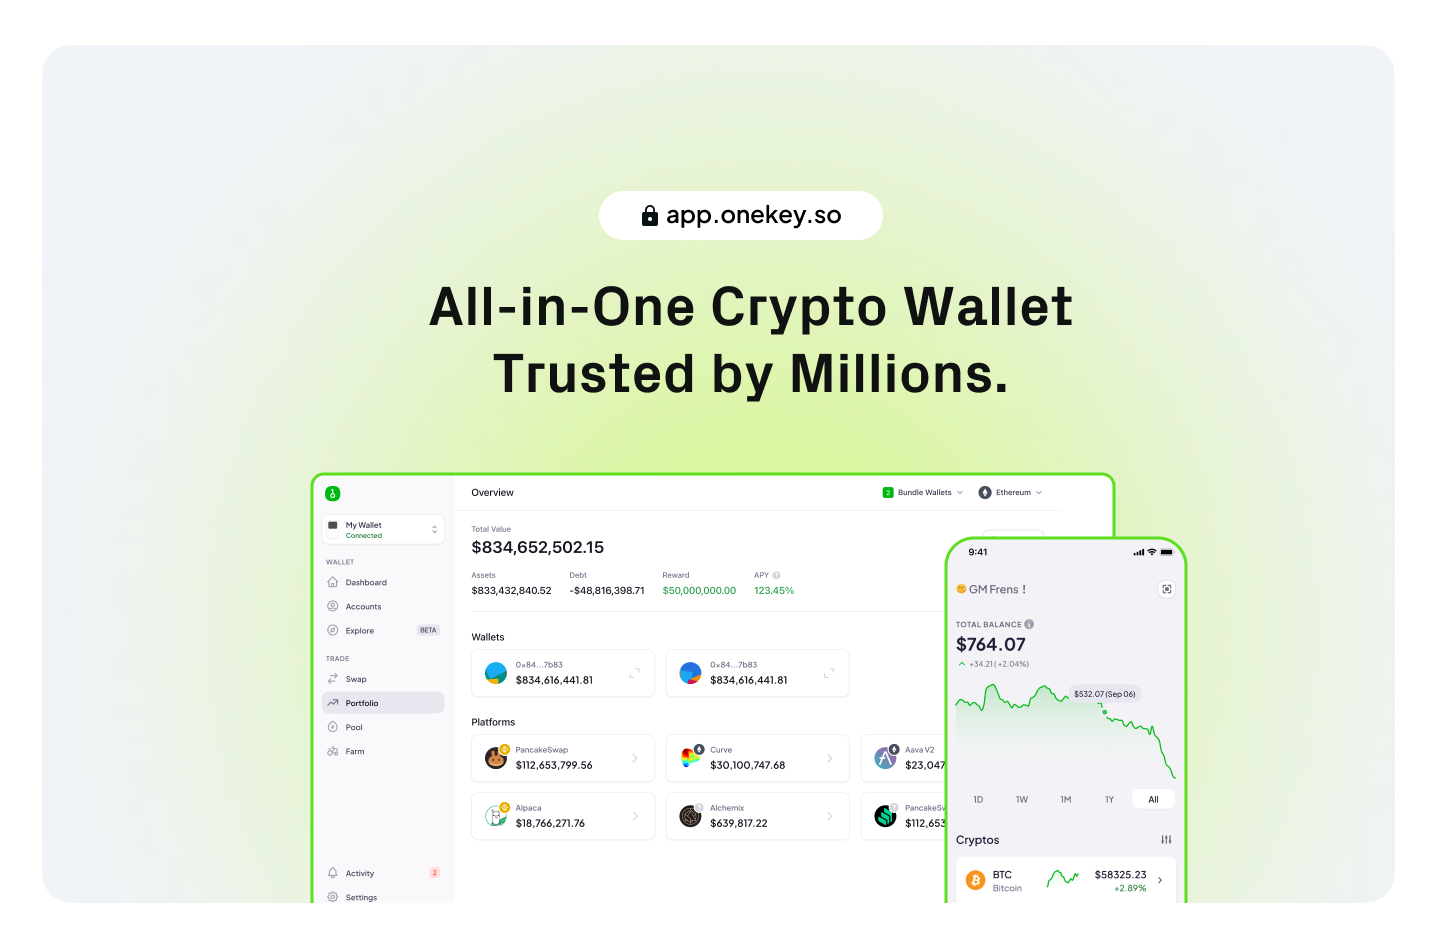 app.onekey.so
All-in-One Crypto Wallet
Trusted by Millions.
My Wallet
Connected
WALLET
Dashboard
Accounts
Explore BETA
TRADE
Swap
Portfolio
Pool
Farm
Activity 2
Settings
Overview
2 Bundle Wallets
Ethereum
Total Value
$834,652,502.15
Assets Debt Reward APY ?
$833,432,840.52 -$48,816,398.71 $50,000,000.00 123.45%
Wallets
0x84...7b83 0x84...7b83
$834,616,441.81 $834,616,441.81
Platforms
PancakeSwap Curve Aava V2
$112,653,799.56 $30,100,747.68 $23,047
Alpaca Alchemix
$18,766,271.76 $639,817.22 $112,653
9:41
GM Frens !
TOTAL BALANCE
$764.07
+34.21 (+2.04%)
$532.07 (Sep 06)
1D 1W 1M 1Y All
Cryptos
BTC $58325.23
Bitcoin +2.89%